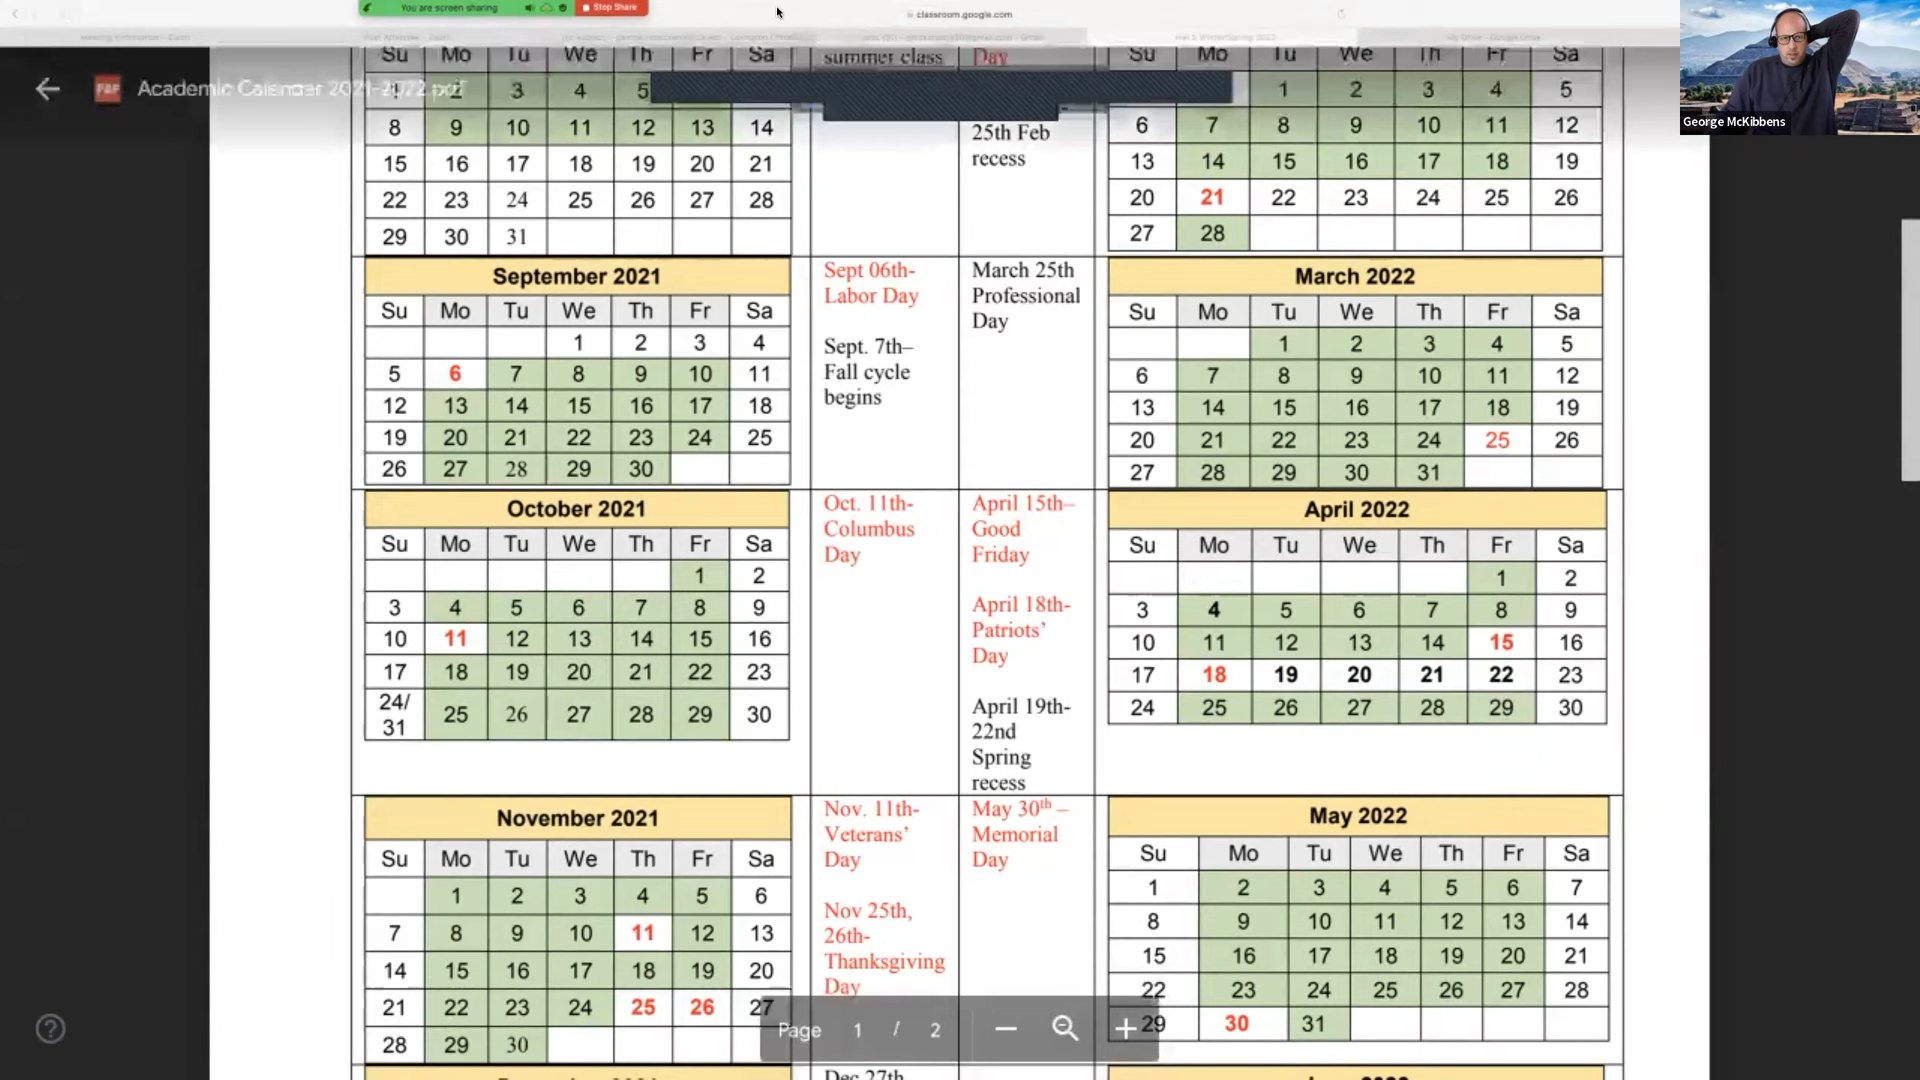 You are screen sharing
Stop Share
classroom.google.com
George McKibbens
PDF
Academic Calendar 2021-2022.pdf
Su Mo Tu We Th Fr Sa
1 2 3 4 5
8 9 10 11 12 13 14
15 16 17 18 19 20 21
22 23 24 25 26 27 28
29 30 31
summer class
Day
25th Feb
recess
Su Mo Tu We Th Fr Sa
1 2 3 4 5
6 7 8 9 10 11 12
13 14 15 16 17 18 19
20 21 22 23 24 25 26
27 28
September 2021
Su Mo Tu We Th Fr Sa
1 2 3 4
5 6 7 8 9 10 11
12 13 14 15 16 17 18
19 20 21 22 23 24 25
26 27 28 29 30
Sept 06th-
Labor Day
Sept. 7th–
Fall cycle
begins
March 25th
Professional
Day
March 2022
Su Mo Tu We Th Fr Sa
1 2 3 4 5
6 7 8 9 10 11 12
13 14 15 16 17 18 19
20 21 22 23 24 25 26
27 28 29 30 31
October 2021
Su Mo Tu We Th Fr Sa
1 2
3 4 5 6 7 8 9
10 11 12 13 14 15 16
17 18 19 20 21 22 23
24/
31 25 26 27 28 29 30
Oct. 11th-
Columbus
Day
April 15th–
Good
Friday
April 18th-
Patriots’
Day
April 19th-
22nd
Spring
recess
April 2022
Su Mo Tu We Th Fr Sa
1 2
3 4 5 6 7 8 9
10 11 12 13 14 15 16
17 18 19 20 21 22 23
24 25 26 27 28 29 30
November 2021
Su Mo Tu We Th Fr Sa
1 2 3 4 5 6
7 8 9 10 11 12 13
14 15 16 17 18 19 20
21 22 23 24 25 26 27
28 29 30
Nov. 11th-
Veterans’
Day
Nov 25th,
26th-
Thanksgiving
Day
May 30th –
Memorial
Day
May 2022
Su Mo Tu We Th Fr Sa
1 2 3 4 5 6 7
8 9 10 11 12 13 14
15 16 17 18 19 20 21
22 23 24 25 26 27 28
29 30 31
Page 1 / 2
Dec 27th